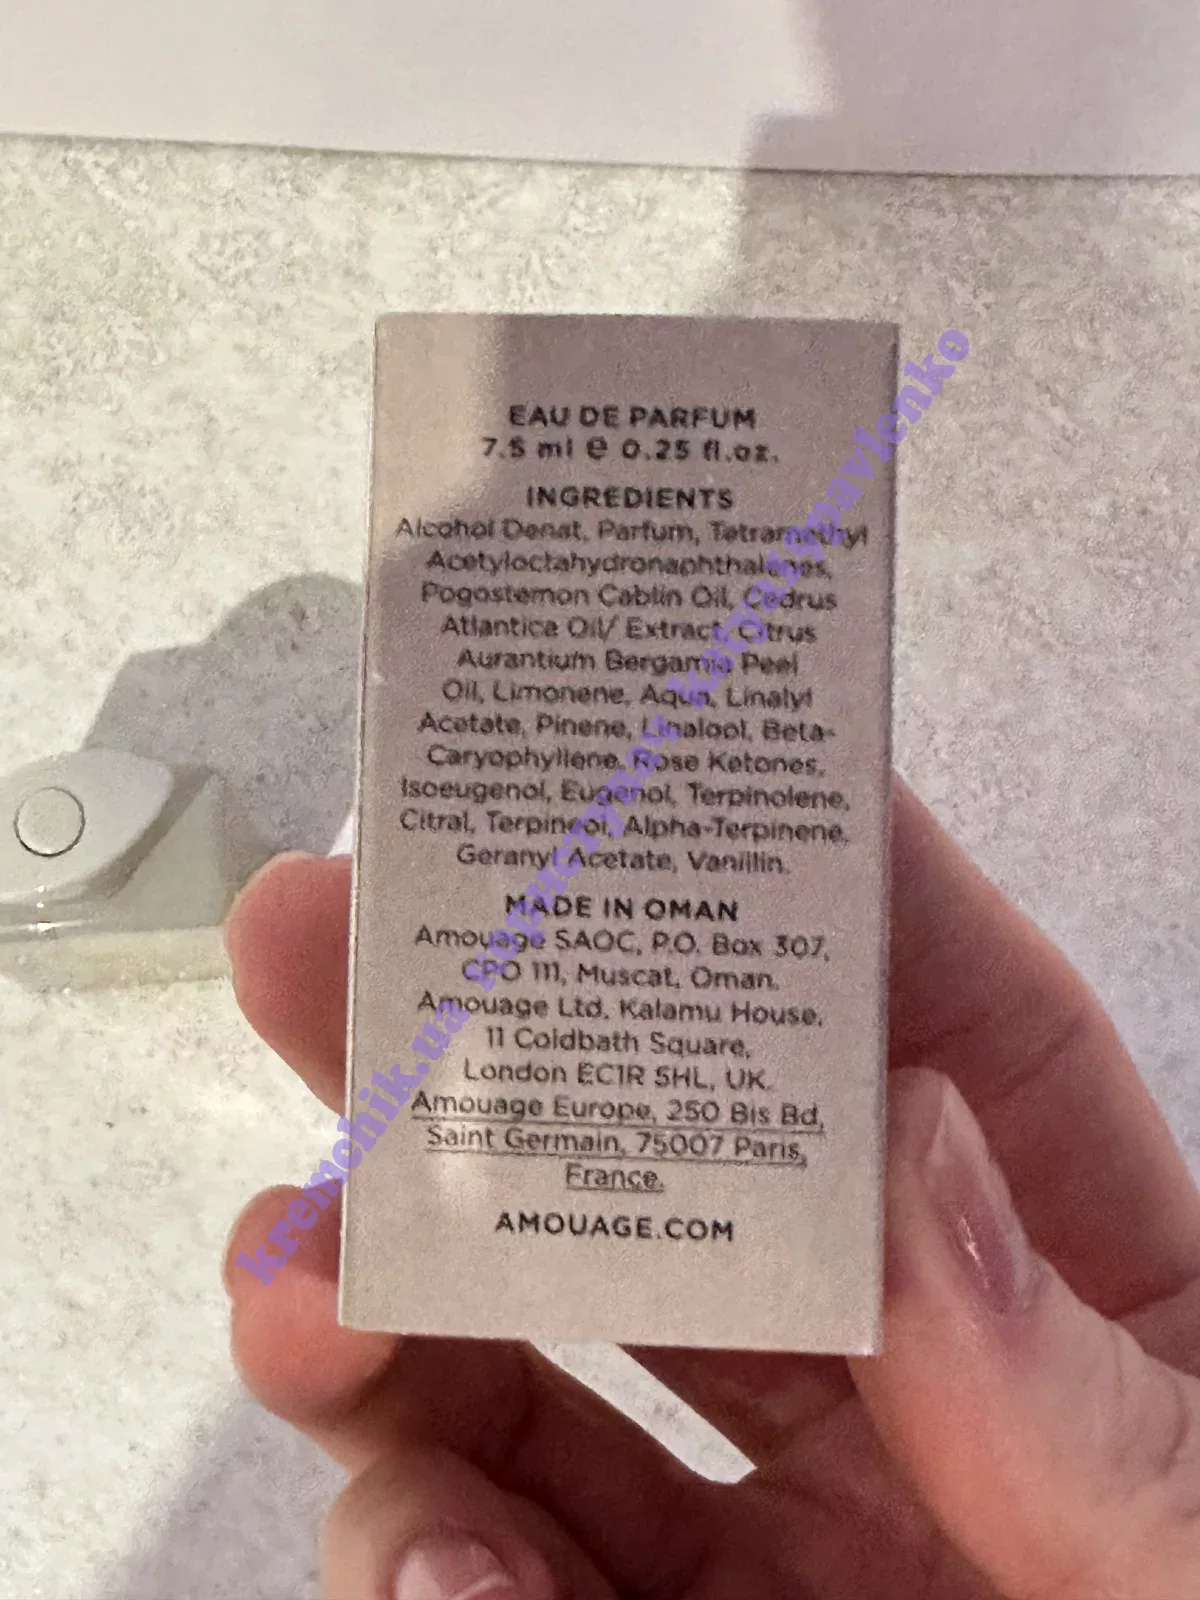 EAU DE PARFUM
7.5 ml e 0.25 fl.oz.
INGREDIENTS
Alcohol Denat, Parfum, Tetramethyl
Acetyloctahydronaphthalenes,
Pogostemon Cablin Oil, Cedrus
Atlantica Oil/ Extract, Citrus
Aurantium Bergamia Peel
Oil, Limonene, Aqua, Linalyl
Acetate, Pinene, Linalool, Beta-
Caryophyllene, Rose Ketones,
Isoeugenol, Eugenol, Terpinolene,
Citral, Terpineol, Alpha-Terpinene,
Geranyl Acetate, Vanillin.
MADE IN OMAN
Amouage SAOC, P.O. Box 307,
CPO 111, Muscat, Oman.
Amouage Ltd. Kalamu House,
11 Coldbath Square,
London EC1R 5HL, UK.
Amouage Europe, 250 Bis Bd,
Saint Germain, 75007 Paris,
France.
AMOUAGE.COM
kremchik.ua